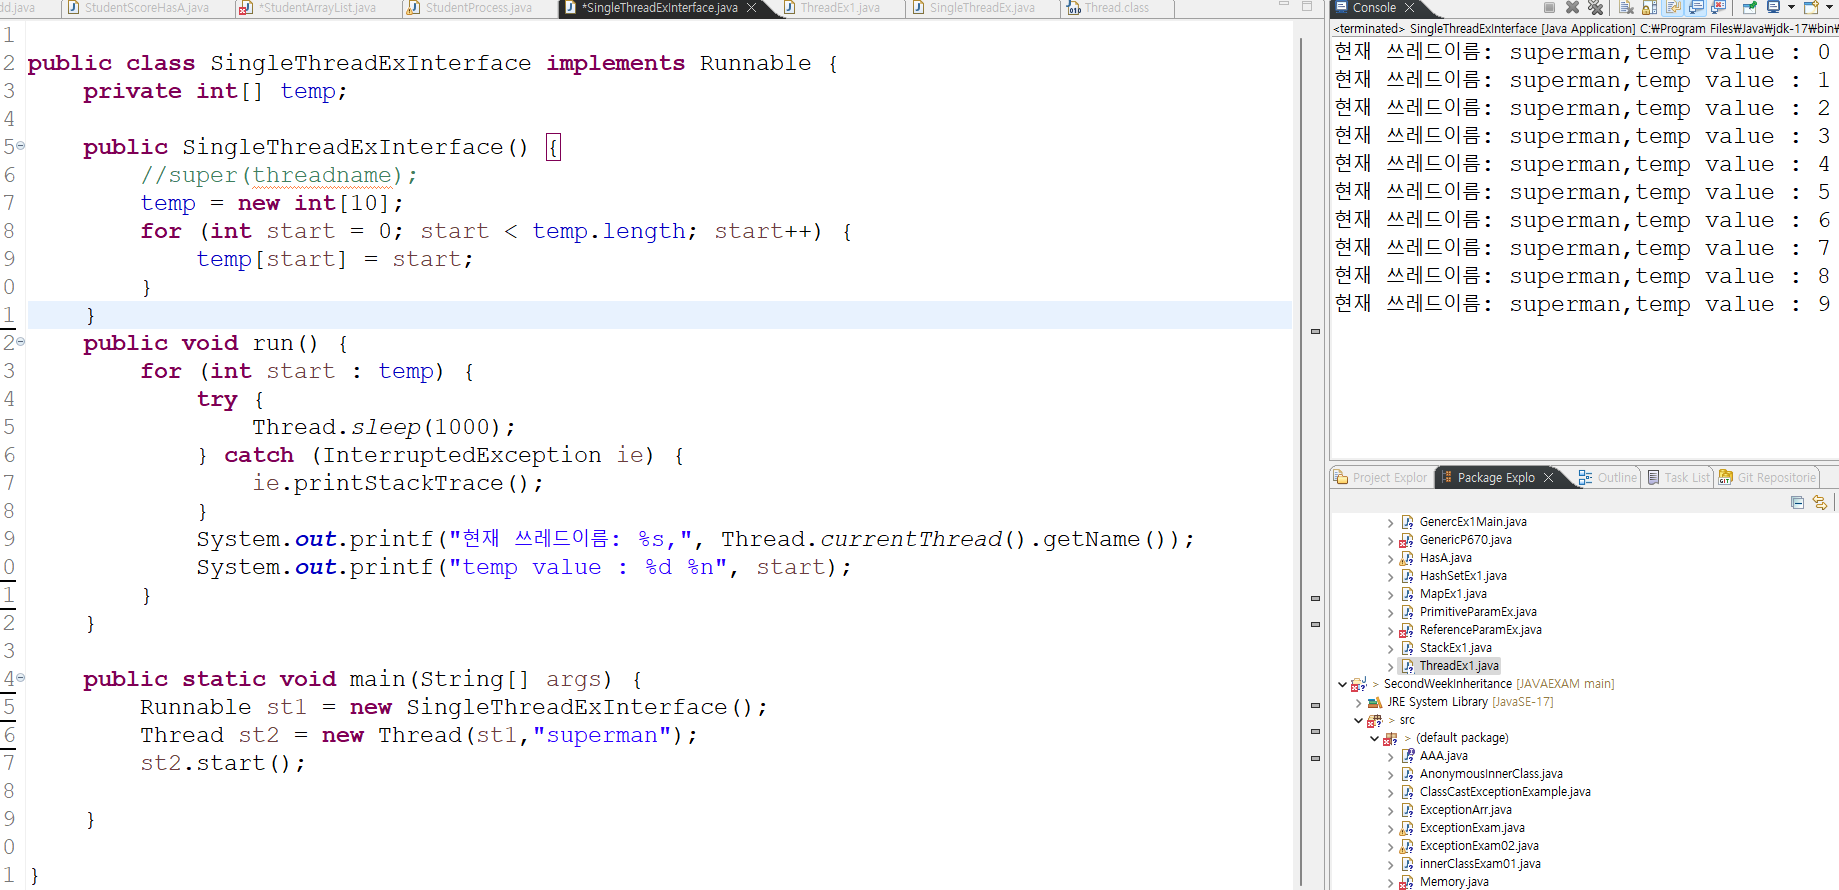 dd.java StudentScoreHasA.java *StudentArrayList.java StudentProcess.java *SingleThreadExInterface.java ThreadEx1.java SingleThreadEx.java Thread.class
1
2 public class SingleThreadExInterface implements Runnable {
3 private int[] temp;
4
5 public SingleThreadExInterface() {
6 //super(threadname);
7 temp = new int[10];
8 for (int start = 0; start < temp.length; start++) {
9 temp[start] = start;
0 }
1 }
2 public void run() {
3 for (int start : temp) {
4 try {
5 Thread.sleep(1000);
6 } catch (InterruptedException ie) {
7 ie.printStackTrace();
8 }
9 System.out.printf("현재 쓰레드이름: %s,", Thread.currentThread().getName());
0 System.out.printf("temp value : %d %n", start);
1 }
2 }
3
4 public static void main(String[] args) {
5 Runnable st1 = new SingleThreadExInterface();
6 Thread st2 = new Thread(st1,"superman");
7 st2.start();
8
9 }
0
1 }
Console
<terminated> SingleThreadExInterface [Java Application] C:₩Program Files₩Java₩jdk-17₩bin₩
현재 쓰레드이름: superman,temp value : 0
현재 쓰레드이름: superman,temp value : 1
현재 쓰레드이름: superman,temp value : 2
현재 쓰레드이름: superman,temp value : 3
현재 쓰레드이름: superman,temp value : 4
현재 쓰레드이름: superman,temp value : 5
현재 쓰레드이름: superman,temp value : 6
현재 쓰레드이름: superman,temp value : 7
현재 쓰레드이름: superman,temp value : 8
현재 쓰레드이름: superman,temp value : 9
Project Explor Package Explo Outline Task List Git Repositorie
GenercEx1Main.java
GenericP670.java
HasA.java
HashSetEx1.java
MapEx1.java
PrimitiveParamEx.java
ReferenceParamEx.java
StackEx1.java
ThreadEx1.java
> SecondWeekInheritance [JAVAEXAM main]
JRE System Library [JavaSE-17]
> src
> (default package)
AAA.java
AnonymousInnerClass.java
ClassCastExceptionExample.java
ExceptionArr.java
ExceptionExam.java
ExceptionExam02.java
innerClassExam01.java
Memory.java